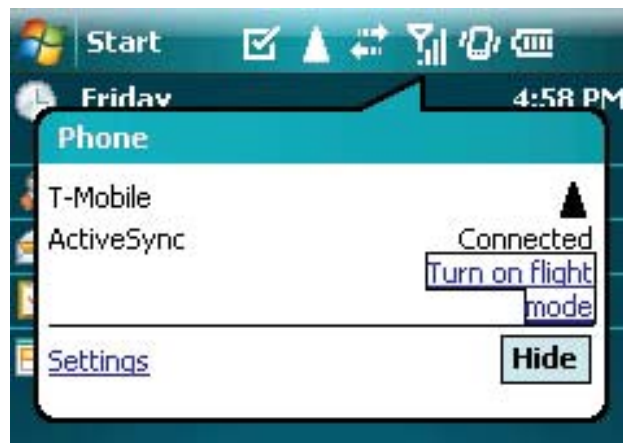 Start
Friday 4:58 PM
Phone
T-Mobile
ActiveSync Connected
Turn on flight
mode
Settings Hide